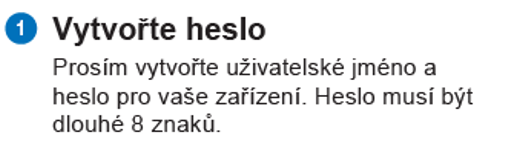 1 Vytvořte heslo
Prosím vytvořte uživatelské jméno a
heslo pro vaše zařízení. Heslo musí být
dlouhé 8 znaků.